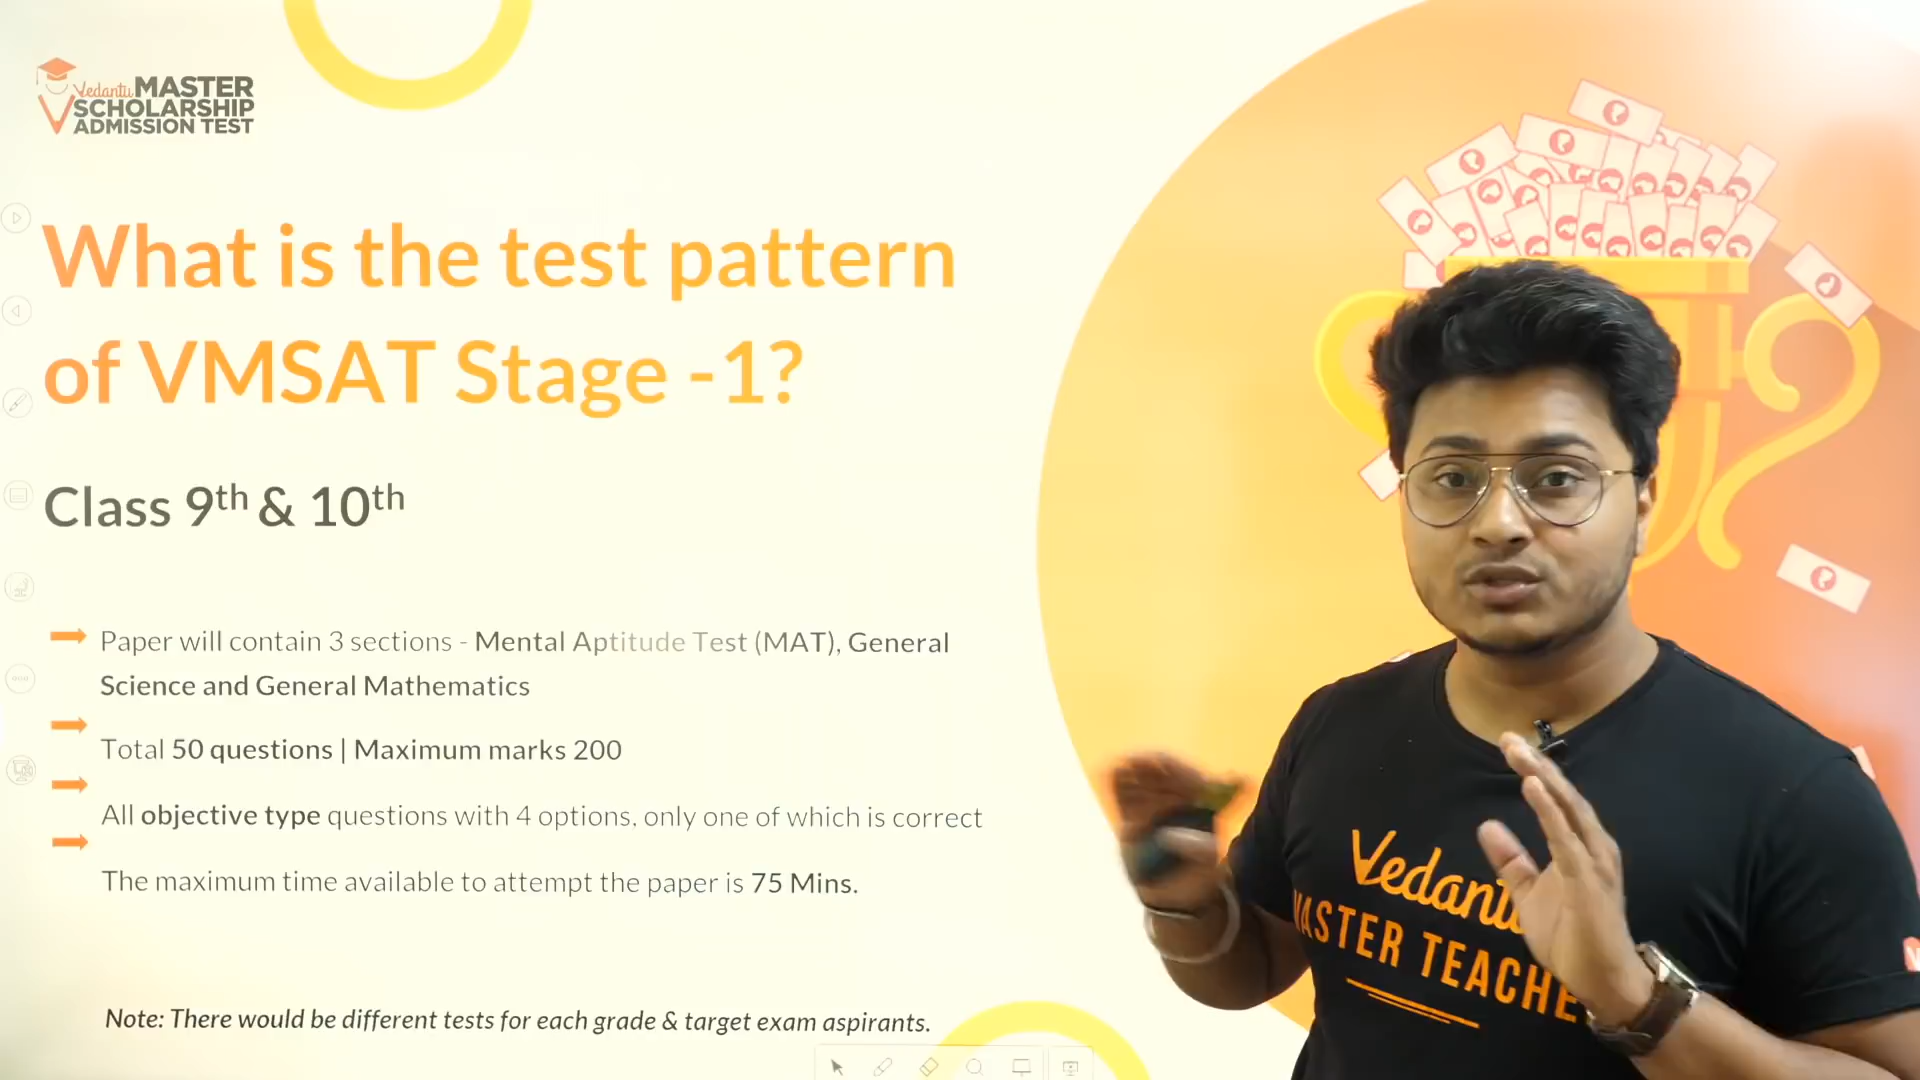 Vedantu MASTER
SCHOLARSHIP
ADMISSION TEST
What is the test pattern
of VMSAT Stage -1?
Class 9th & 10th
Paper will contain 3 sections - Mental Aptitude Test (MAT), General
Science and General Mathematics
Total 50 questions | Maximum marks 200
All objective type questions with 4 options, only one of which is correct
The maximum time available to attempt the paper is 75 Mins.
Note: There would be different tests for each grade & target exam aspirants.
Vedantu
MASTER TEACHE